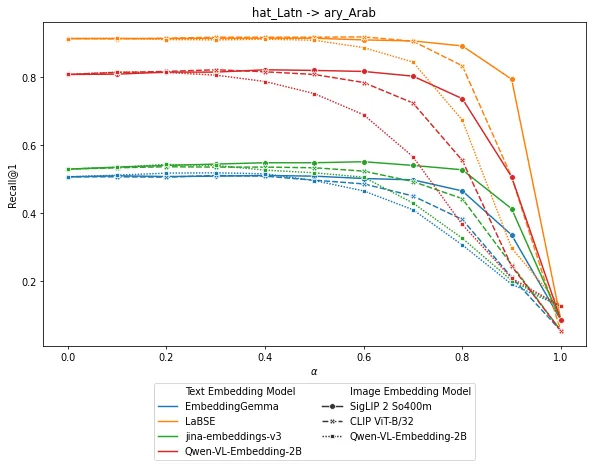 hat_Latn -> ary_Arab
Recall@1
0.8
0.6
0.4
0.2
0.0 0.2 0.4 0.6 0.8 1.0
α
Text Embedding Model Image Embedding Model
EmbeddingGemma SigLIP 2 So400m
LaBSE CLIP ViT-B/32
jina-embeddings-v3 Qwen-VL-Embedding-2B
Qwen-VL-Embedding-2B